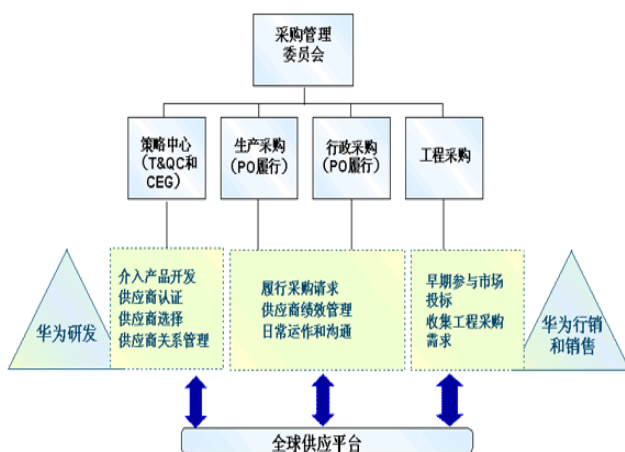 采购管理
委员会
策略中心
（T&QC和
CEG）
生产采购
（PO履行）
行政采购
（PO履行）
工程采购
介入产品开发
供应商认证
供应商选择
供应商关系管理
履行采购请求
供应商绩效管理
日常运作和沟通
早期参与市场
投标
收集工程采购
需求
华为研发
华为行销
和销售
全球供应平台